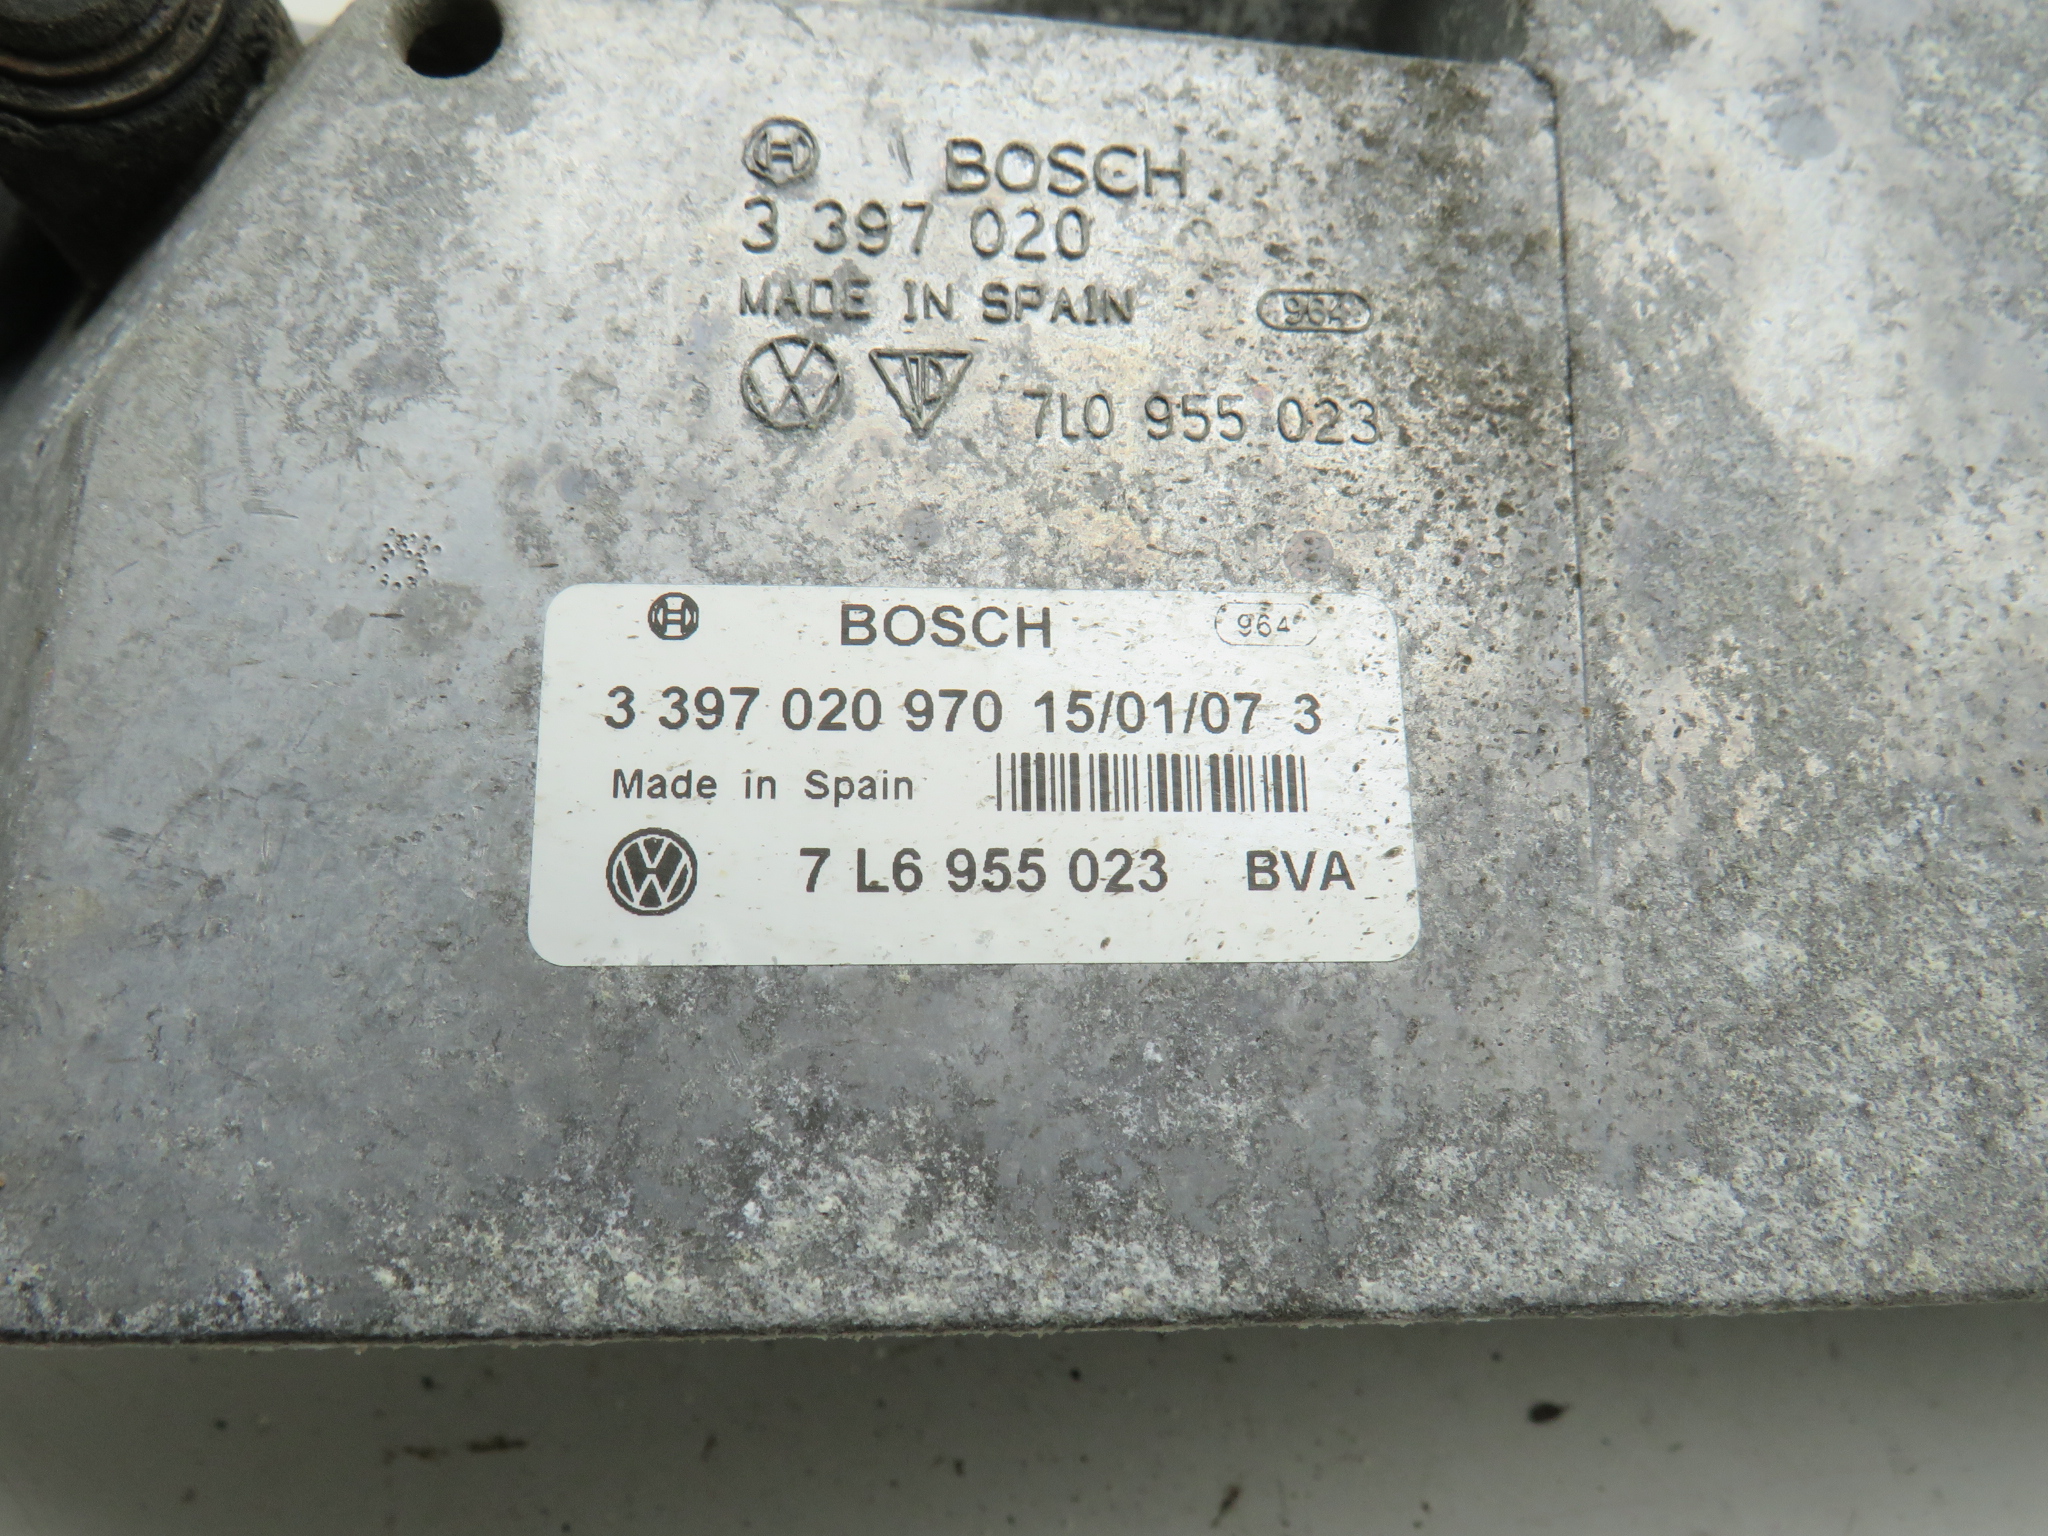 BOSCH
3 397 020
MADE IN SPAIN 964
7L0 955 023
BOSCH 964
3 397 020 970 15/01/07 3
Made in Spain
VW 7 L6 955 023 BVA